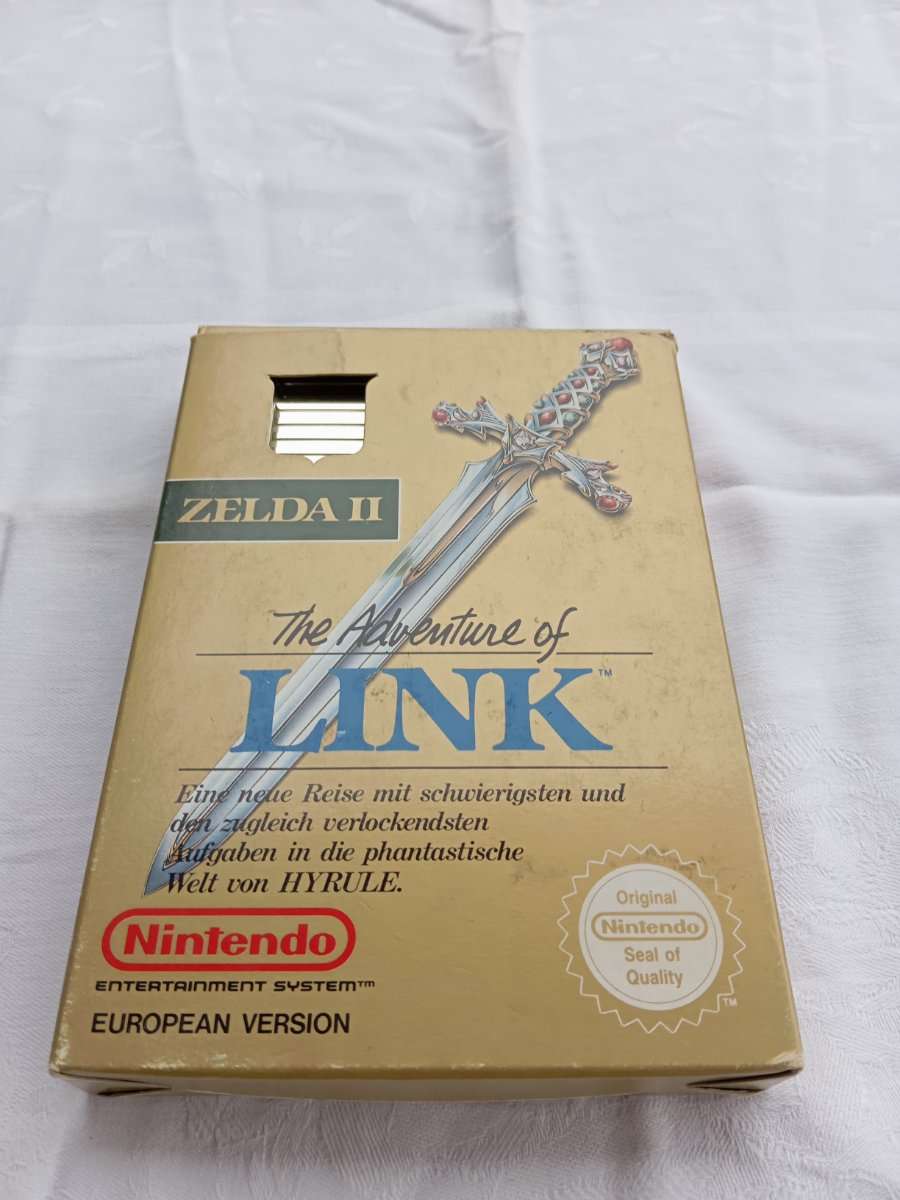 ZELDA II
The Adventure of
LINK™
Eine neue Reise mit schwierigsten und
den zugleich verlockendsten
Aufgaben in die phantastische
Welt von HYRULE.
Nintendo
ENTERTAINMENT SYSTEM™
EUROPEAN VERSION
Original
Nintendo
Seal of
Quality
™